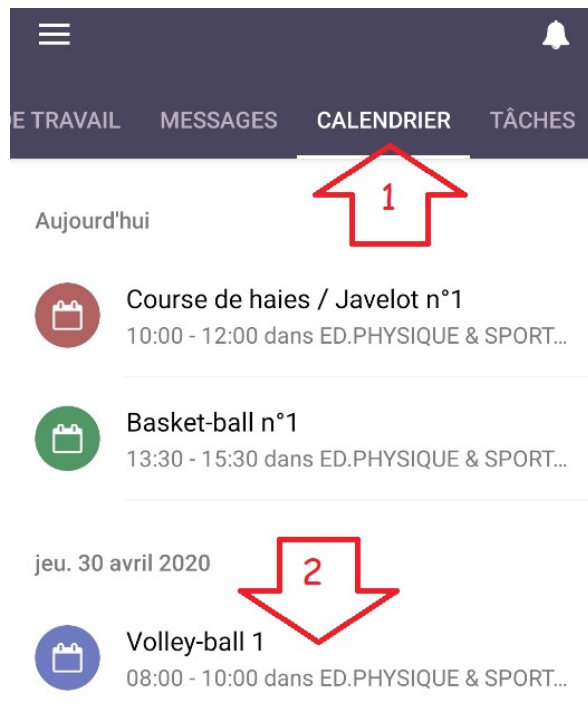 E TRAVAIL MESSAGES CALENDRIER TÂCHES
1
Aujourd'hui
Course de haies / Javelot n°1
10:00 - 12:00 dans ED.PHYSIQUE & SPORT...
Basket-ball n°1
13:30 - 15:30 dans ED.PHYSIQUE & SPORT...
jeu. 30 avril 2020
2
Volley-ball 1
08:00 - 10:00 dans ED.PHYSIQUE & SPORT...